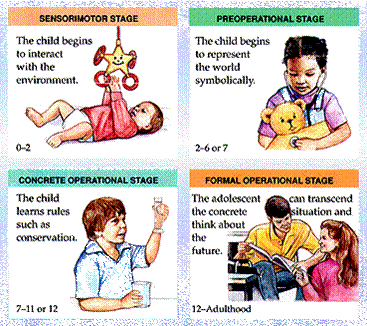 SENSORIMOTOR STAGE
The child begins
to interact
with the
environment.
0–2
PREOPERATIONAL STAGE
The child begins
to represent
the world
symbolically.
2–6 or 7
CONCRETE OPERATIONAL STAGE
The child
learns rules
such as
conservation.
7–11 or 12
FORMAL OPERATIONAL STAGE
The adolescent can transcend
the concrete situation and
think about
the
future.
12–Adulthood